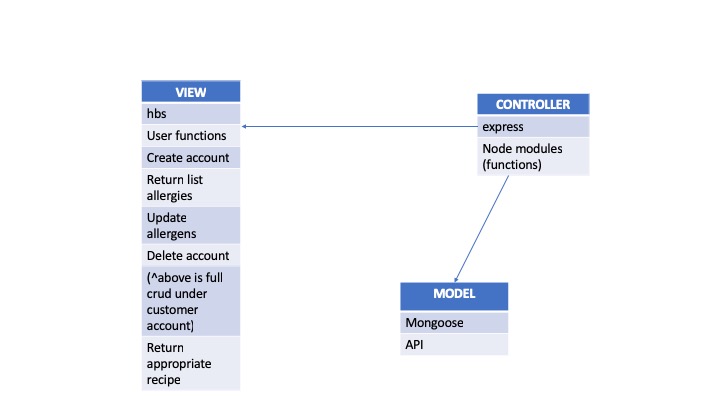 VIEW
hbs
User functions
Create account
Return list
allergies
Update
allergens
Delete account
(^above is full
crud under
customer
account)
Return
appropriate
recipe
CONTROLLER
express
Node modules
(functions)
MODEL
Mongoose
API